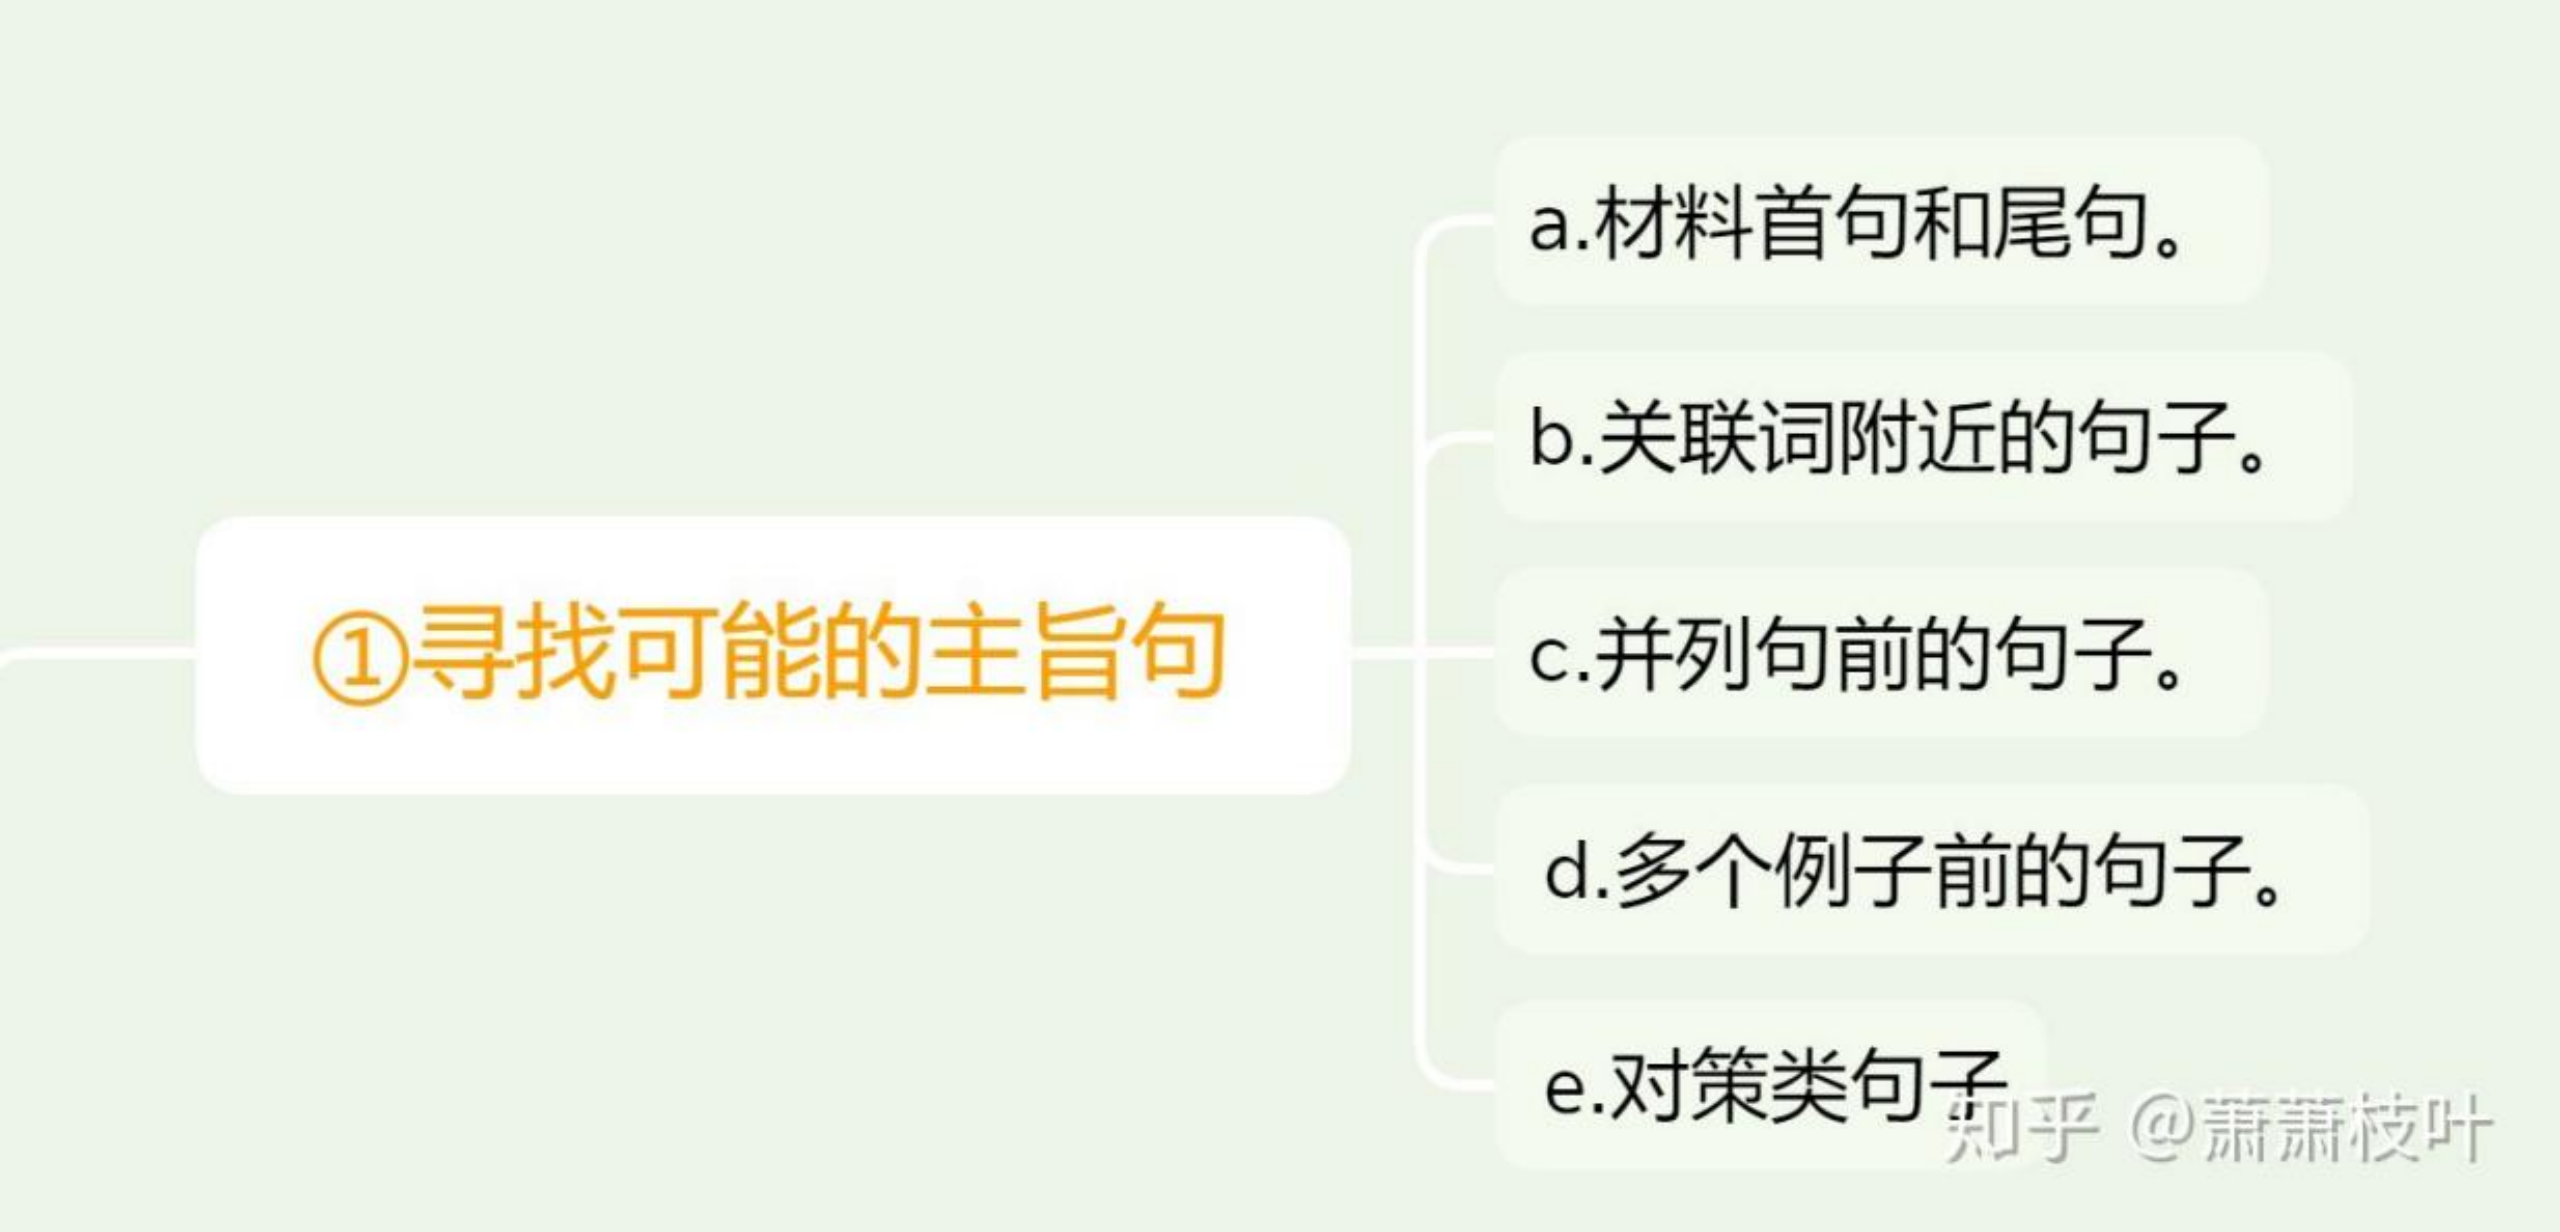 ①寻找可能的主旨句
a.材料首句和尾句。
b.关联词附近的句子。
c.并列句前的句子。
d.多个例子前的句子。
e.对策类句子
知乎 @萧萧枝叶